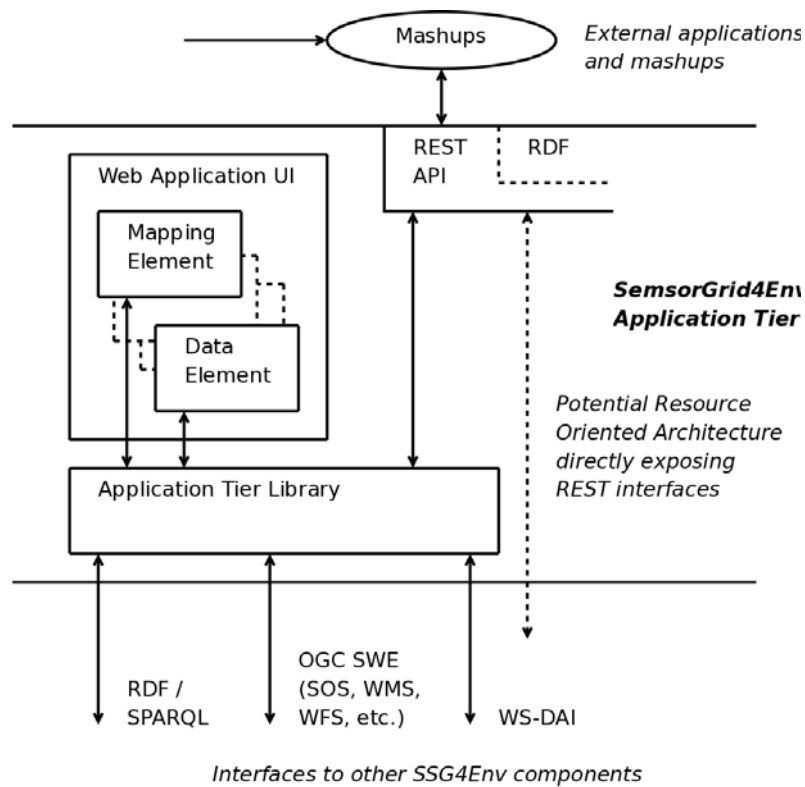 Mashups
External applications
and mashups
REST
API
RDF
Web Application UI
Mapping
Element
Data
Element
SemsorGrid4Env
Application Tier
Potential Resource
Oriented Architecture
directly exposing
REST interfaces
Application Tier Library
RDF /
SPARQL
OGC SWE
(SOS, WMS,
WFS, etc.)
WS-DAI
Interfaces to other SSG4Env components